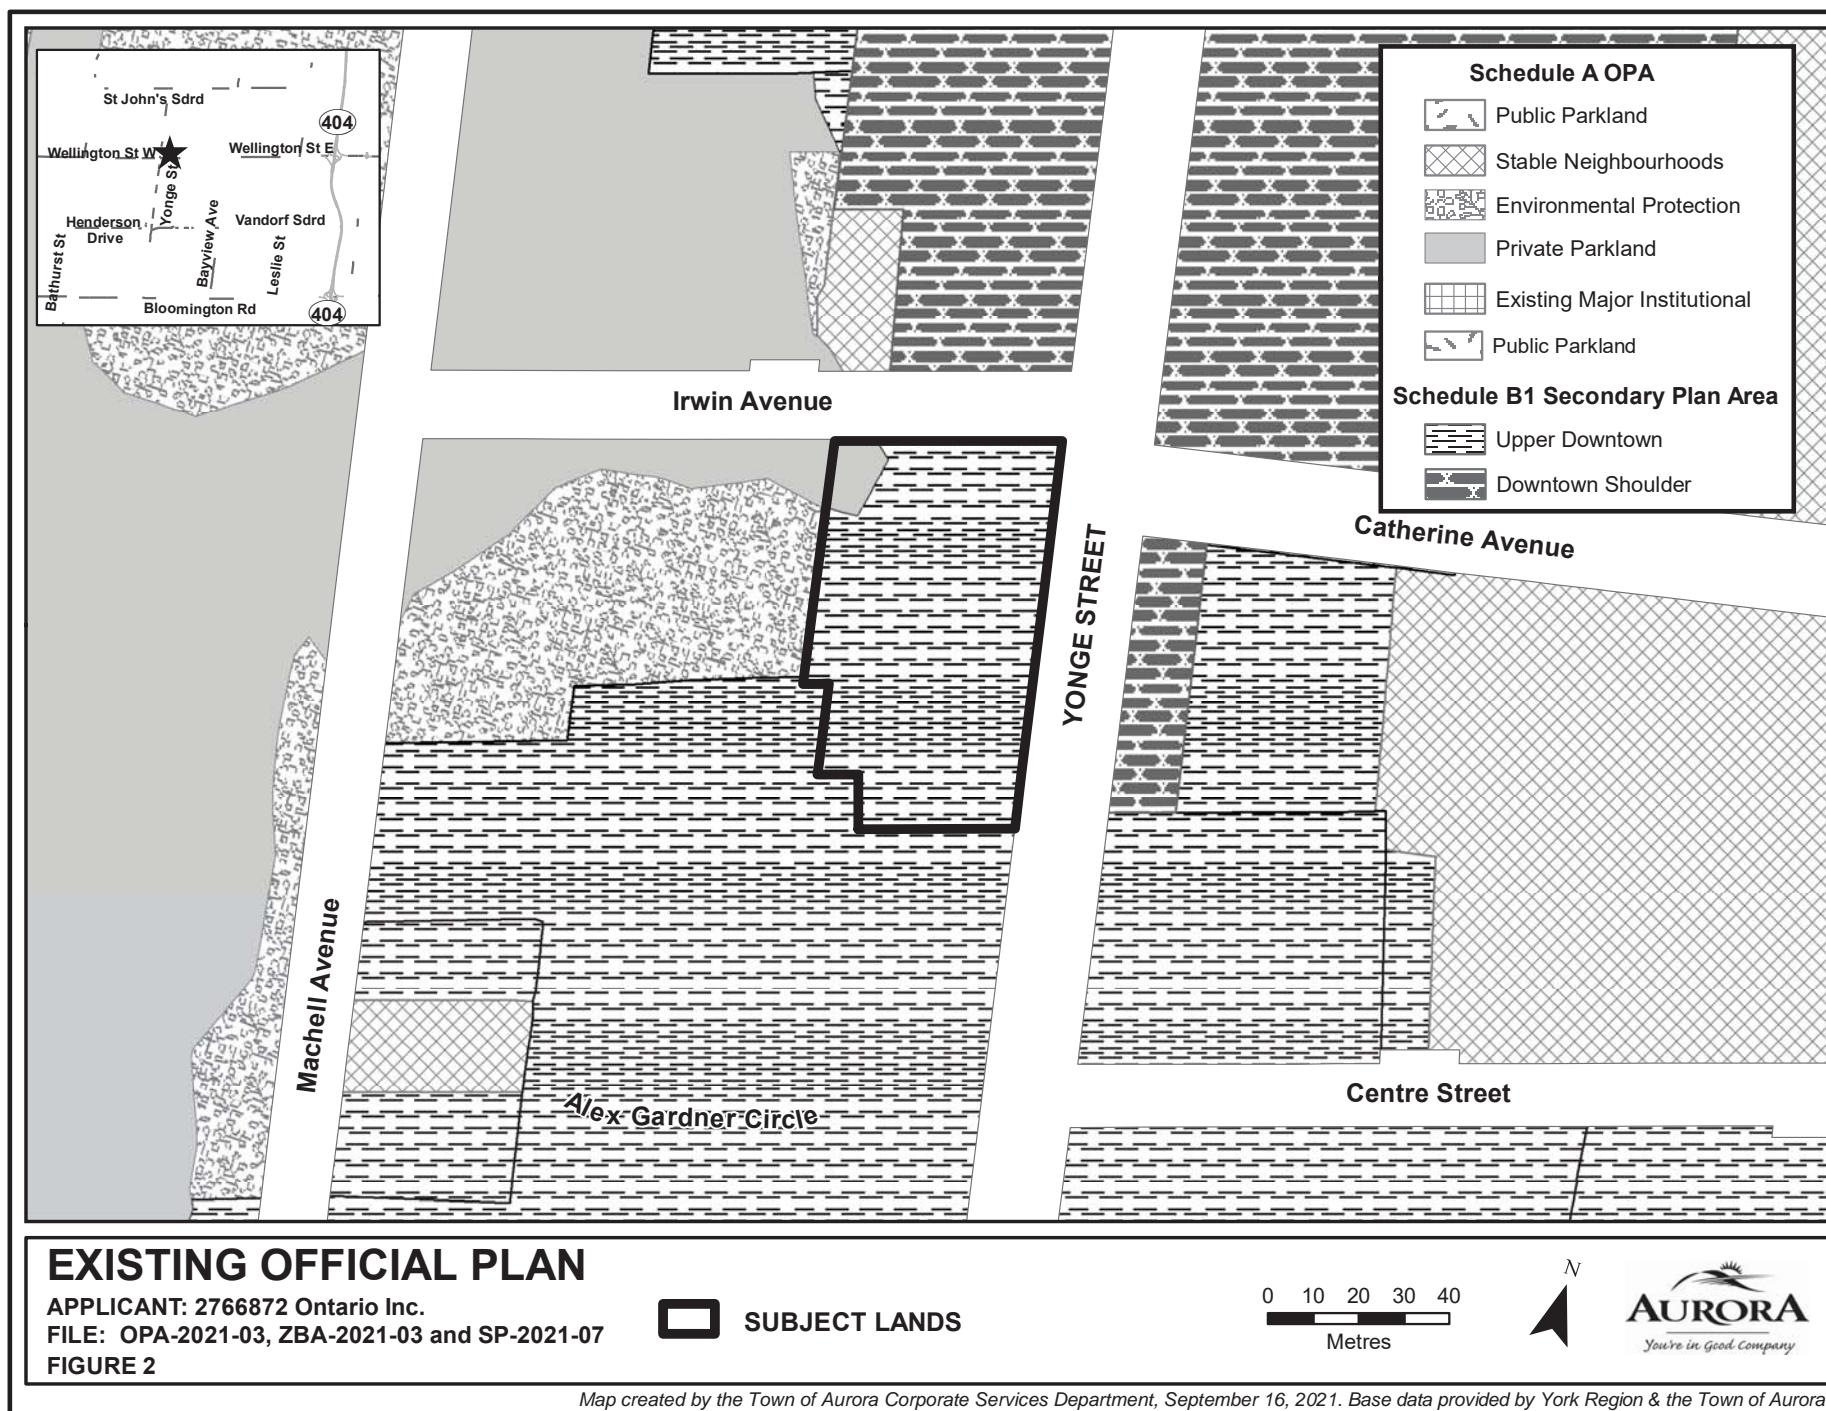 St John's Sdrd
404
Wellington St W
Wellington St E
Yonge St
Henderson
Drive
Vandorf Sdrd
Bayview Ave
Leslie St
Bathurst St
Bloomington Rd
404
Schedule A OPA
Public Parkland
Stable Neighbourhoods
Environmental Protection
Private Parkland
Existing Major Institutional
Public Parkland
Schedule B1 Secondary Plan Area
Upper Downtown
Downtown Shoulder
Irwin Avenue
Catherine Avenue
YONGE STREET
Machell Avenue
Centre Street
Alex Gardner Circle
EXISTING OFFICIAL PLAN
APPLICANT: 2766872 Ontario Inc.
FILE: OPA-2021-03, ZBA-2021-03 and SP-2021-07
FIGURE 2
SUBJECT LANDS
0 10 20 30 40
Metres
N
AURORA
You're in Good Company
Map created by the Town of Aurora Corporate Services Department, September 16, 2021. Base data provided by York Region & the Town of Aurora